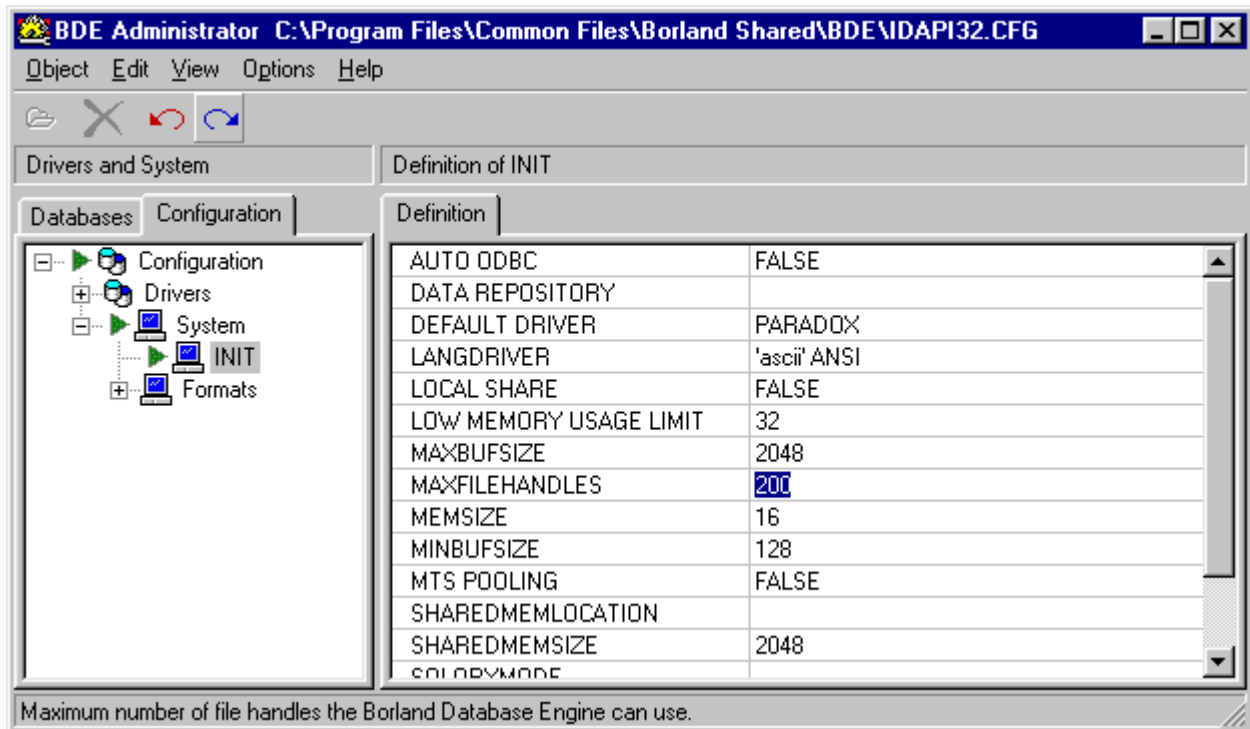 BDE Administrator C:\Program Files\Common Files\Borland Shared\BDE\IDAPI32.CFG
Object Edit View Options Help
Drivers and System Definition of INIT
Databases Configuration Definition
Configuration
Drivers
System
INIT
Formats
AUTO ODBC FALSE
DATA REPOSITORY
DEFAULT DRIVER PARADOX
LANGDRIVER 'ascii' ANSI
LOCAL SHARE FALSE
LOW MEMORY USAGE LIMIT 32
MAXBUFSIZE 2048
MAXFILEHANDLES 200
MEMSIZE 16
MINBUFSIZE 128
MTS POOLING FALSE
SHAREDMEMLOCATION
SHAREDMEMSIZE 2048
SQLQRYMODE
Maximum number of file handles the Borland Database Engine can use.